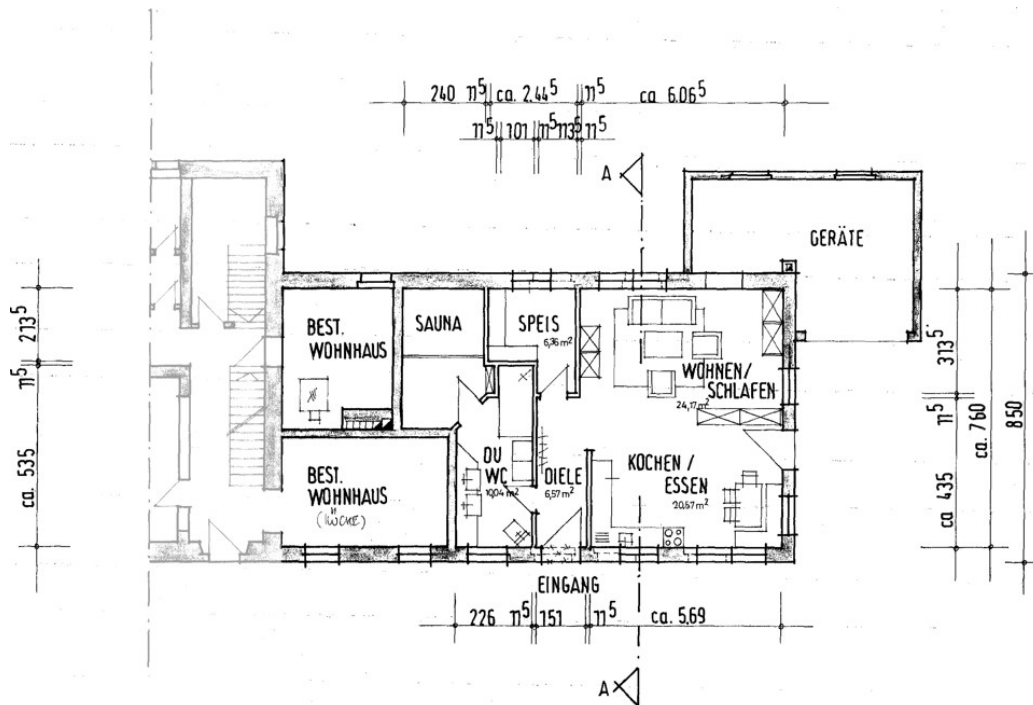 240 11⁵ ca. 2.44⁵ 11⁵ ca 6.06⁵
11⁵ 101 11⁵ 113⁵ 11⁵
A
GERÄTE
BEST.
WOHNHAUS
SAUNA
SPEIS
6,36 m²
WOHNEN/
SCHLAFEN
24,17 m²
213⁵
11⁵
ca. 535
313⁵
11⁵
ca 435
ca. 760
850
BEST.
WOHNHAUS
(KÜCHE)
DU
WC
10,04 m²
DIELE
6,57 m²
KOCHEN /
ESSEN
20,67 m²
EINGANG
226 11⁵ 151 11⁵ ca. 5,69
A